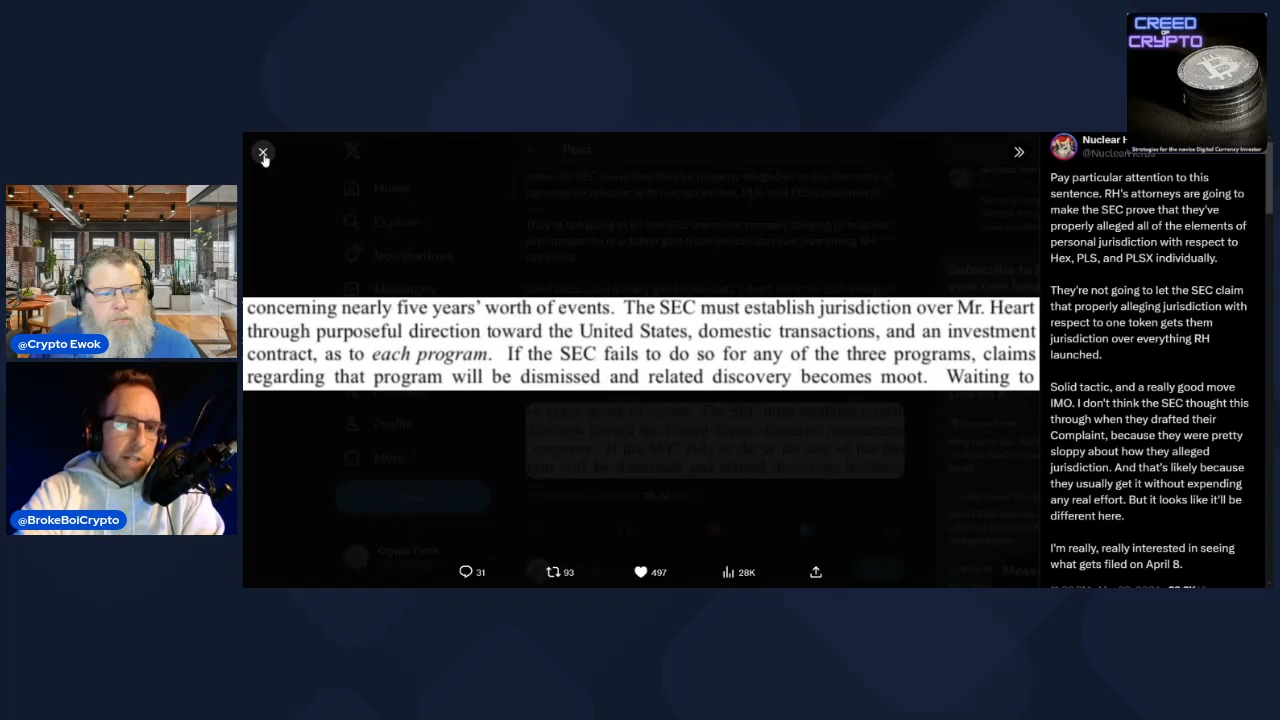 CREED
OF
CRYPTO
Strategies for the novice Digital Currency Investor
@Crypto Ewok
@BrokeBoiCrypto
Post
Home
Explore
Notifications
Messages
Profile
More
Crypto Ewok
concerning nearly five years’ worth of events. The SEC must establish jurisdiction over Mr. Heart
through purposeful direction toward the United States, domestic transactions, and an investment
contract, as to each program. If the SEC fails to do so for any of the three programs, claims
regarding that program will be dismissed and related discovery becomes moot. Waiting to
31
93
497
28K
Nuclear
Pay particular attention to this
sentence. RH's attorneys are going to
make the SEC prove that they've
properly alleged all of the elements of
personal jurisdiction with respect to
Hex, PLS, and PLSX individually.
They're not going to let the SEC claim
that properly alleging jurisdiction with
respect to one token gets them
jurisdiction over everything RH
launched.
Solid tactic, and a really good move
IMO. I don't think the SEC thought this
through when they drafted their
Complaint, because they were pretty
sloppy about how they alleged
jurisdiction. And that's likely because
they usually get it without expending
any real effort. But it looks like it'll be
different here.
I'm really, really interested in seeing
what gets filed on April 8.